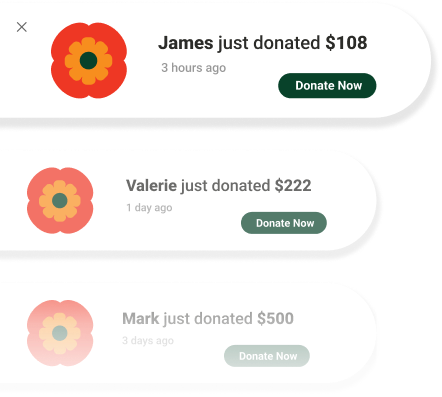 James just donated $108
3 hours ago
Donate Now
Valerie just donated $222
1 day ago
Donate Now
Mark just donated $500
3 days ago
Donate Now